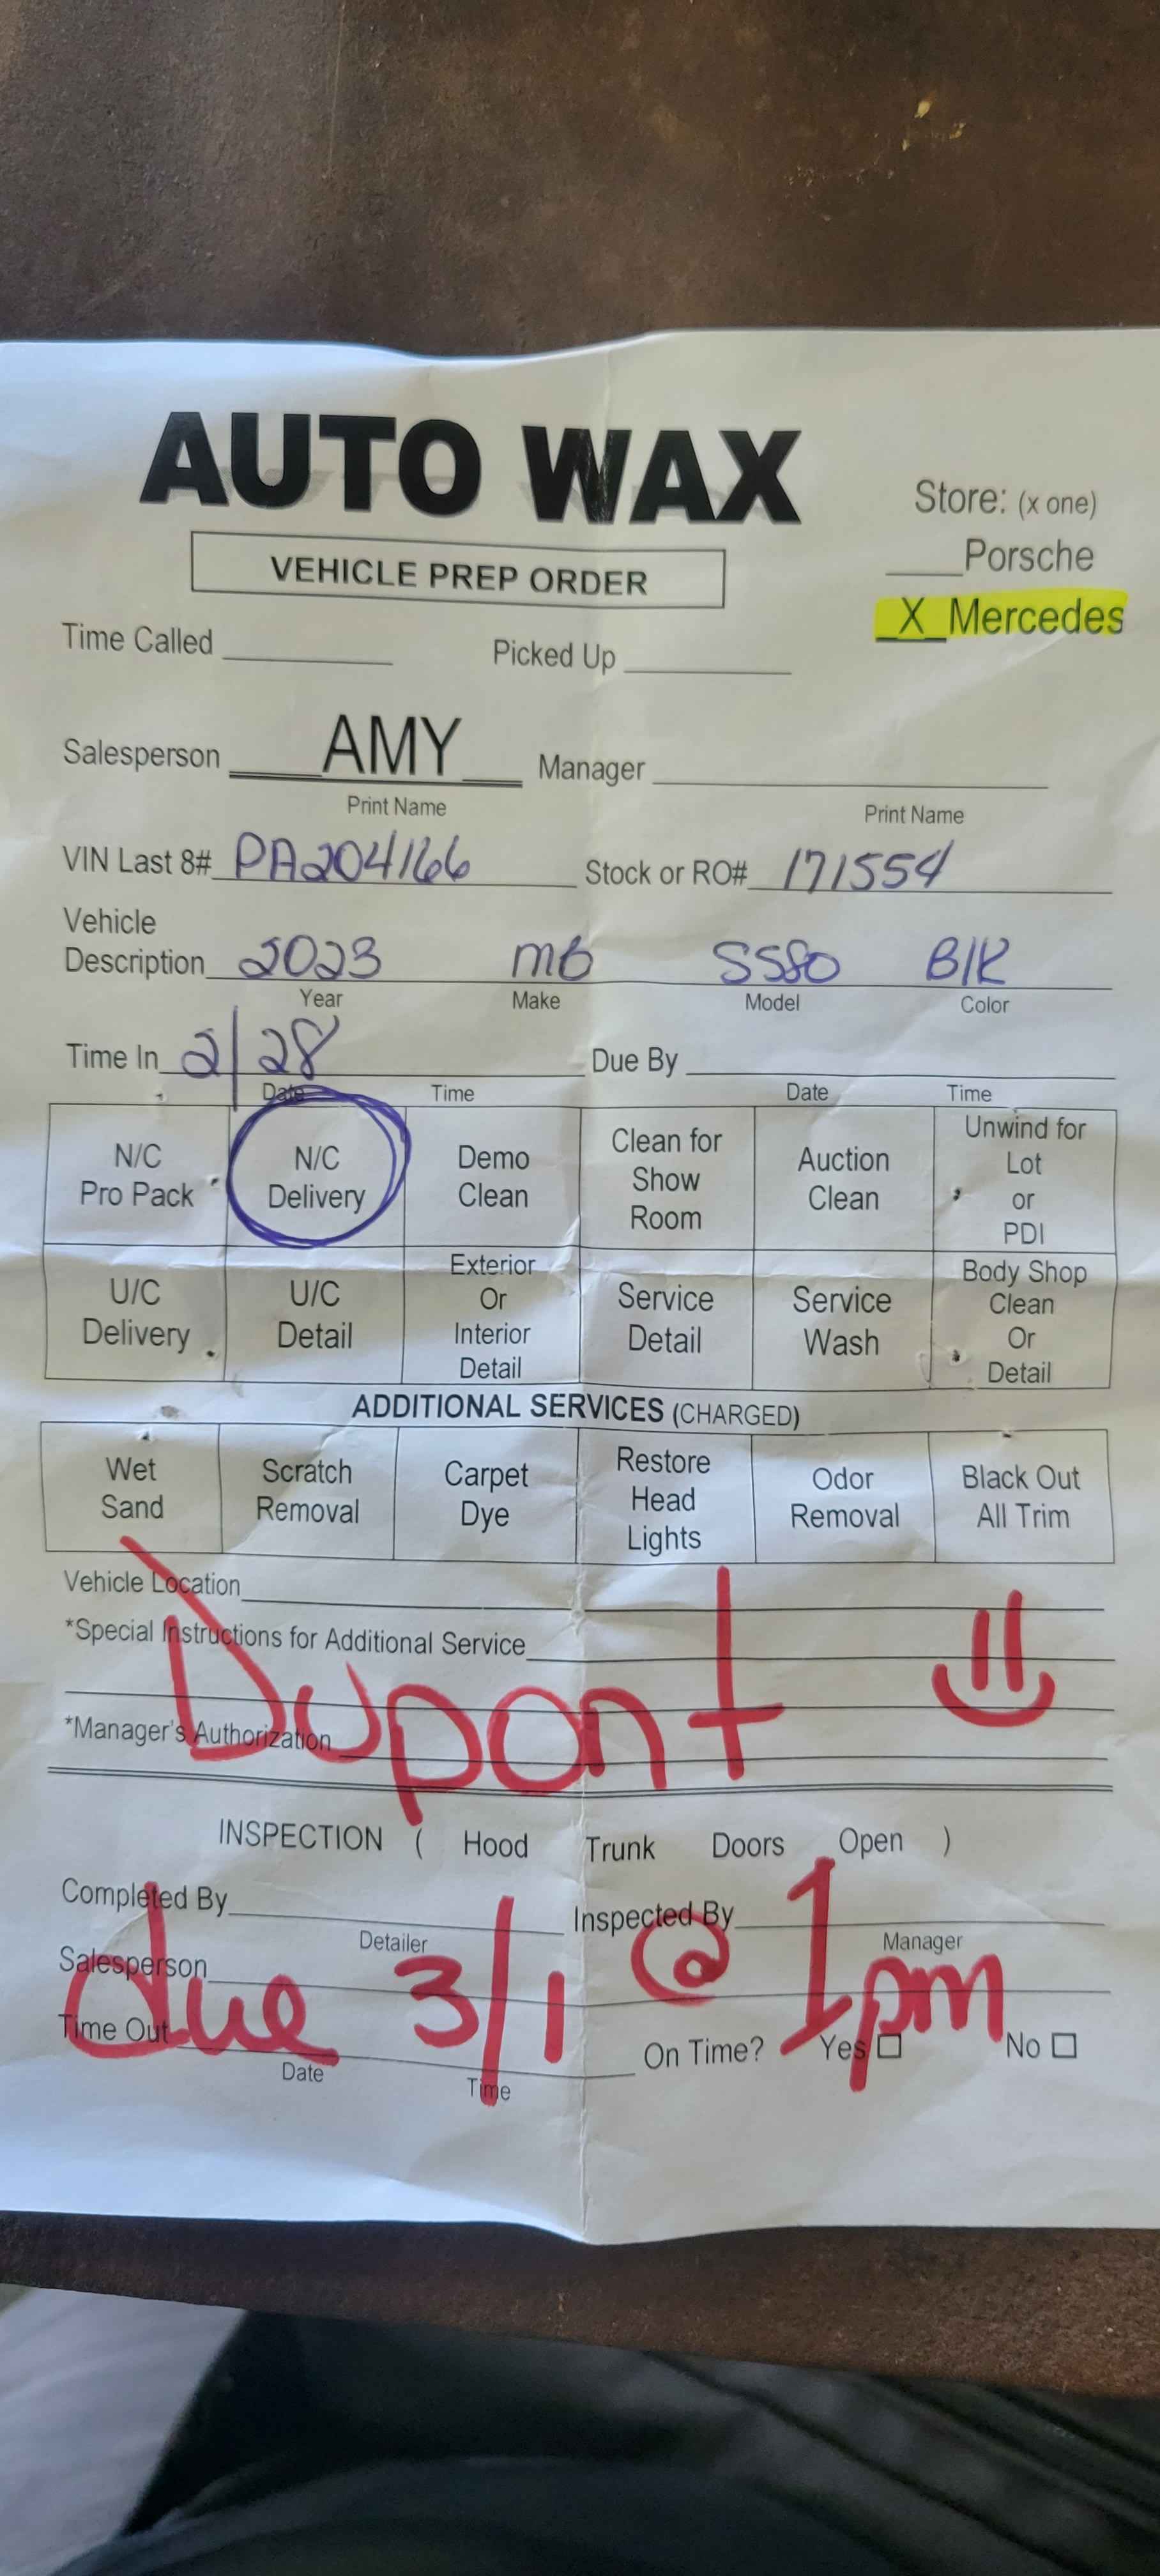 AUTO WAX
VEHICLE PREP ORDER
Store: (x one)
___Porsche
_X_Mercedes
Time Called ________ Picked Up ________
Salesperson ____AMY___ Manager ________
Print Name Print Name
VIN Last 8# PA204166 Stock or RO# 171554
Vehicle
Description 2023 MB S580 Blk
Year Make Model Color
Time In 2/28 Due By ________
Date Time Date Time
N/C Pro Pack N/C Delivery Demo Clean Clean for Show Room Auction Clean Unwind for Lot or PDI
U/C Delivery U/C Detail Exterior Or Interior Detail Service Detail Service Wash Body Shop Clean Or Detail
ADDITIONAL SERVICES (CHARGED)
Wet Sand Scratch Removal Carpet Dye Restore Head Lights Odor Removal Black Out All Trim
Vehicle Location
*Special Instructions for Additional Service
Dupont
*Manager's Authorization
INSPECTION ( Hood Trunk Doors Open )
Completed By ________ Inspected By ________
Detailer Manager
Salesperson
due 3/1 @ 1pm
Time Out ________ On Time? Yes ☐ No ☐
Date Time